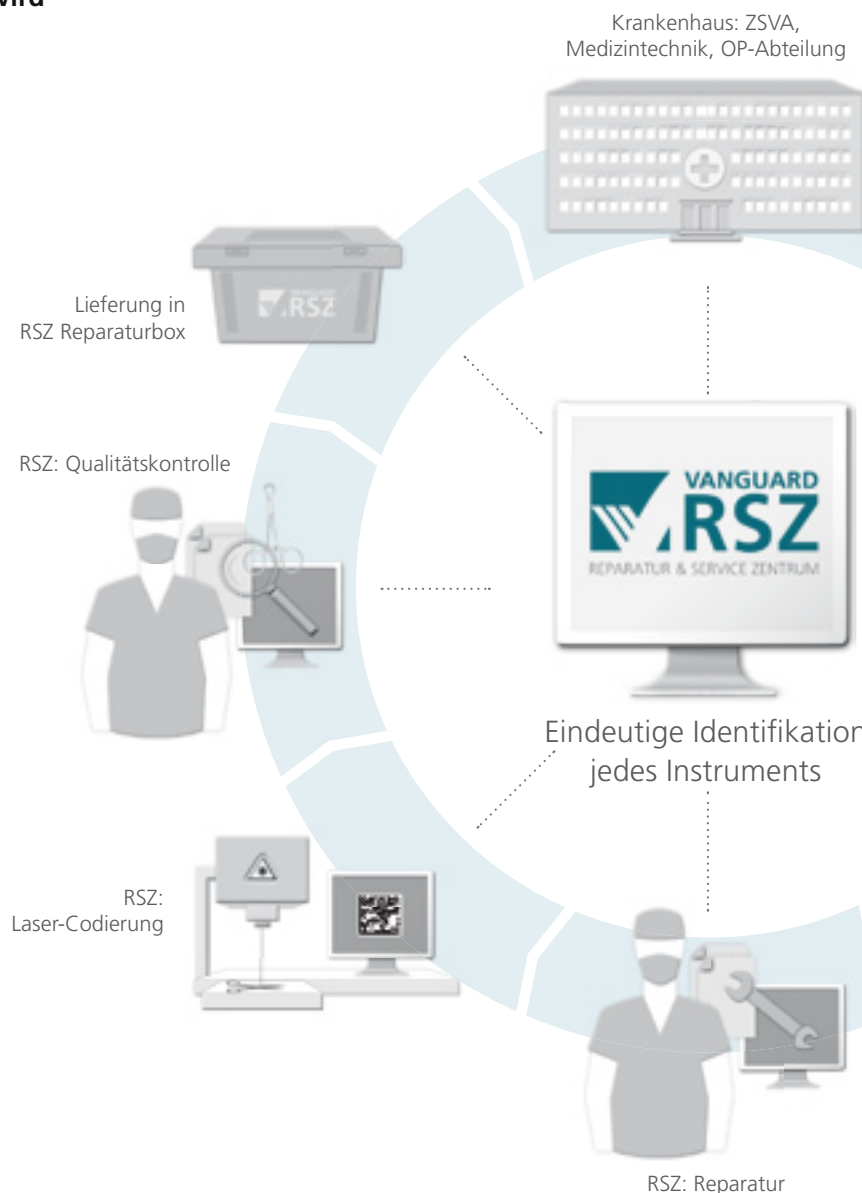 Krankenhaus: ZSVA,
Medizintechnik, OP-Abteilung
Lieferung in
RSZ Reparaturbox
VANGUARD
RSZ
RSZ: Qualitätskontrolle
VANGUARD
RSZ
REPARATUR & SERVICE ZENTRUM
Eindeutige Identifikation
jedes Instruments
RSZ:
Laser-Codierung
RSZ: Reparatur